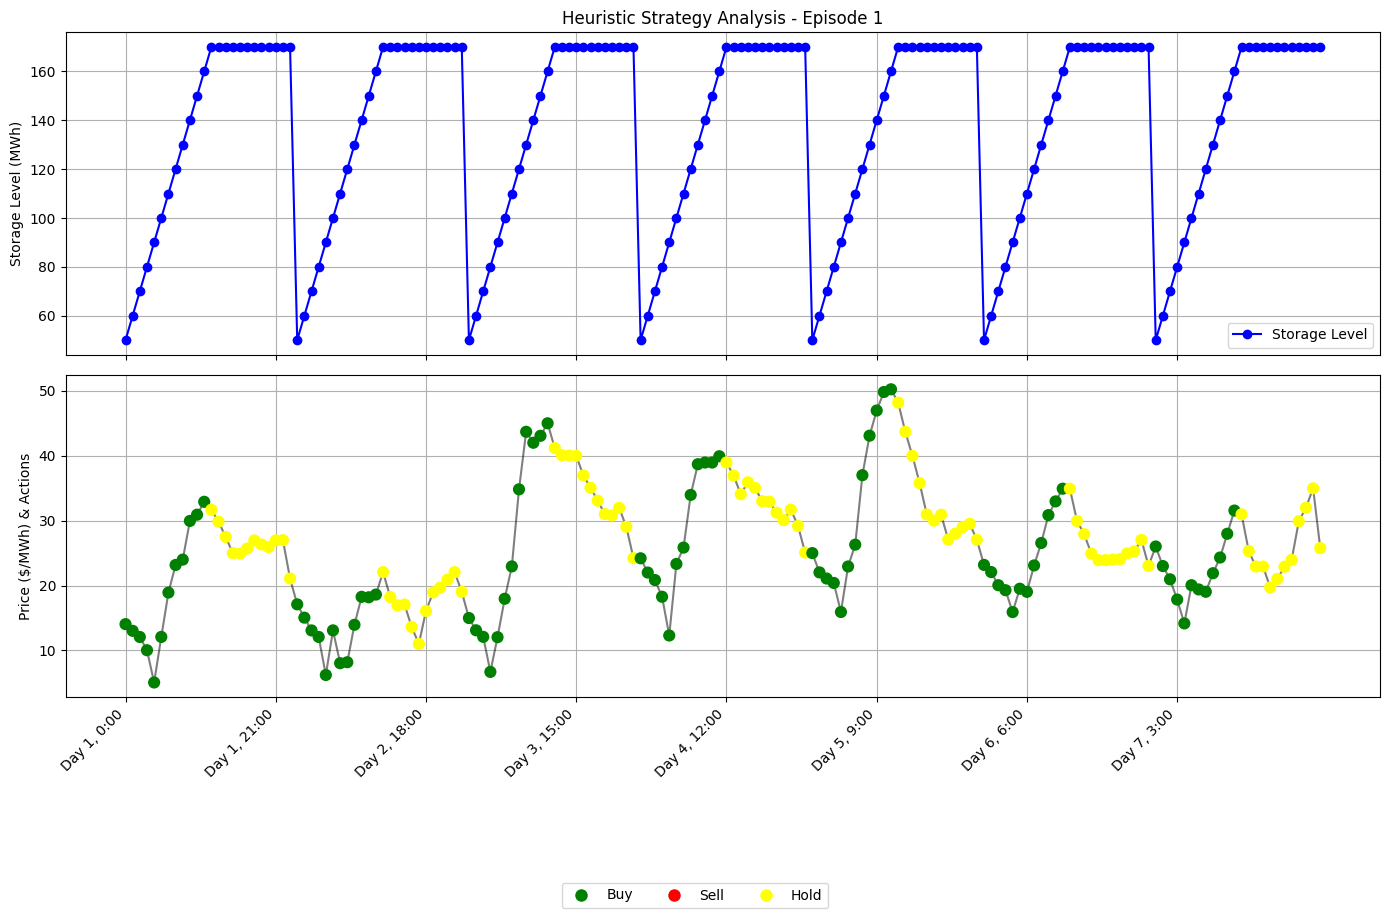 Heuristic Strategy Analysis - Episode 1
Storage Level (MWh)
160
140
120
100
80
60
Storage Level
Price ($/MWh) & Actions
50
40
30
20
10
Day 1, 0:00
Day 1, 21:00
Day 2, 18:00
Day 3, 15:00
Day 4, 12:00
Day 5, 9:00
Day 6, 6:00
Day 7, 3:00
Buy
Sell
Hold